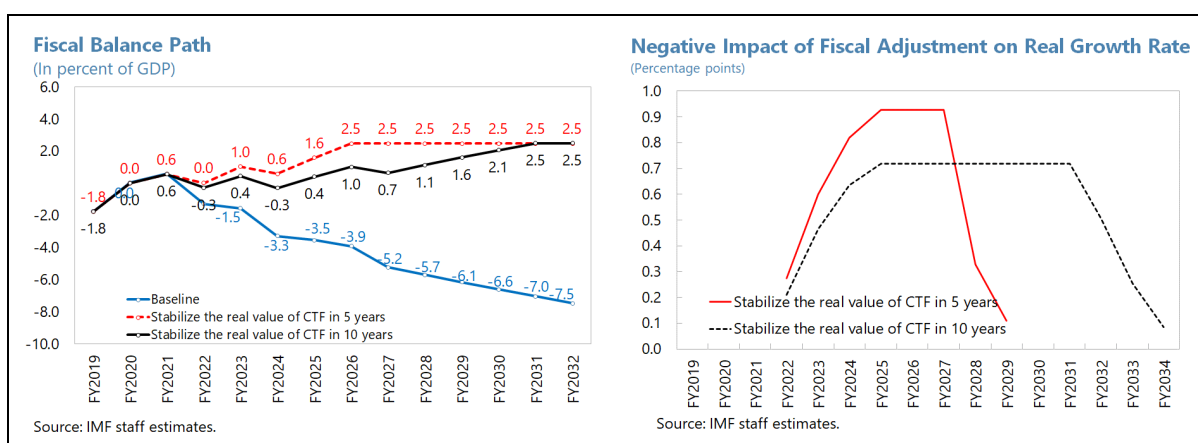 Fiscal Balance Path
(In percent of GDP)
6.0
4.0
2.0
-2.0
-4.0
-6.0
-8.0
-10.0
2.5 2.5 2.5 2.5 2.5 2.5 2.5
1.6
1.0
0.6 0.6
0.0 0.0
-1.8
0.0
0.0
-1.8
0.6
-0.3
0.4
-0.3
0.4
1.0
0.7
1.1
1.6
2.1
2.5
2.5
-1.5
-3.3
-3.5
-3.9
-5.2
-5.7
-6.1
-6.6
-7.0
-7.5
Baseline
Stabilize the real value of CTF in 5 years
Stabilize the real value of CTF in 10 years
FY2019
FY2020
FY2021
FY2022
FY2023
FY2024
FY2025
FY2026
FY2027
FY2028
FY2029
FY2030
FY2031
FY2032
Source: IMF staff estimates.
Negative Impact of Fiscal Adjustment on Real Growth Rate
(Percentage points)
1.0
0.9
0.8
0.7
0.6
0.5
0.4
0.3
0.2
0.1
0.0
Stabilize the real value of CTF in 5 years
Stabilize the real value of CTF in 10 years
FY2019
FY2020
FY2021
FY2022
FY2023
FY2024
FY2025
FY2026
FY2027
FY2028
FY2029
FY2030
FY2031
FY2032
FY2033
FY2034
Source: IMF staff estimates.